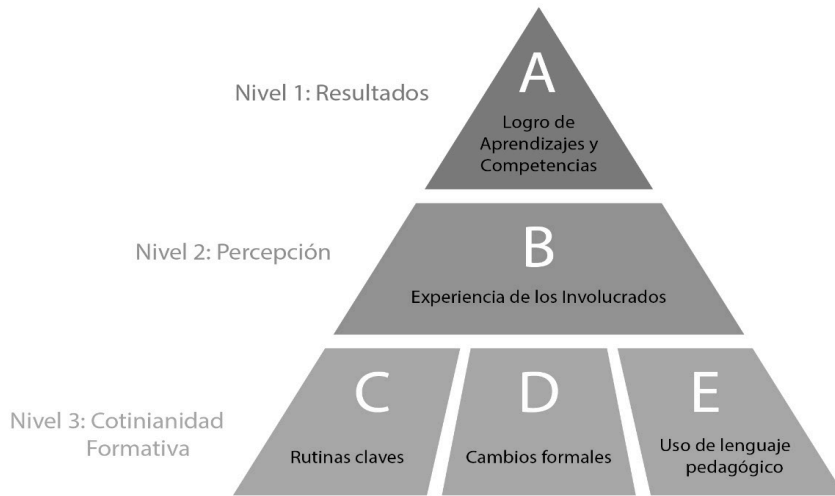 A
Nivel 1: Resultados
Logro de
Aprendizajes y
Competencias
B
Nivel 2: Percepción
Experiencia de los Involucrados
C
D
E
Nivel 3: Cotinianidad
Formativa
Rutinas claves
Cambios formales
Uso de lenguaje
pedagógico